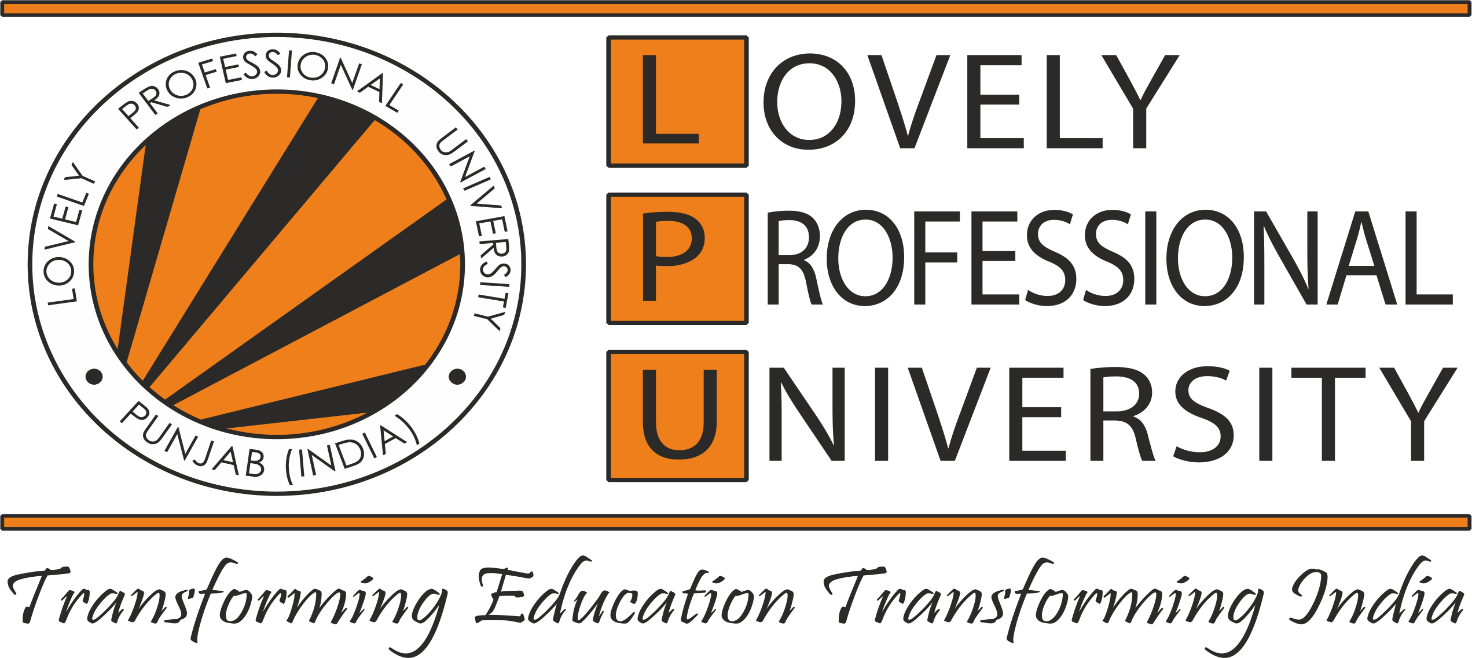 LOVELY PROFESSIONAL UNIVERSITY
• PUNJAB (INDIA) •
LOVELY
PROFESSIONAL
UNIVERSITY
Transforming Education Transforming India